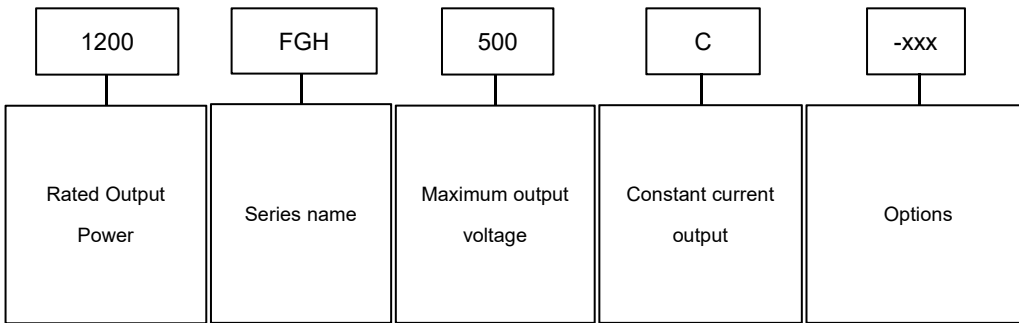 1200
FGH
500
C
-xxx
Rated Output
Power
Series name
Maximum output
voltage
Constant current
output
Options